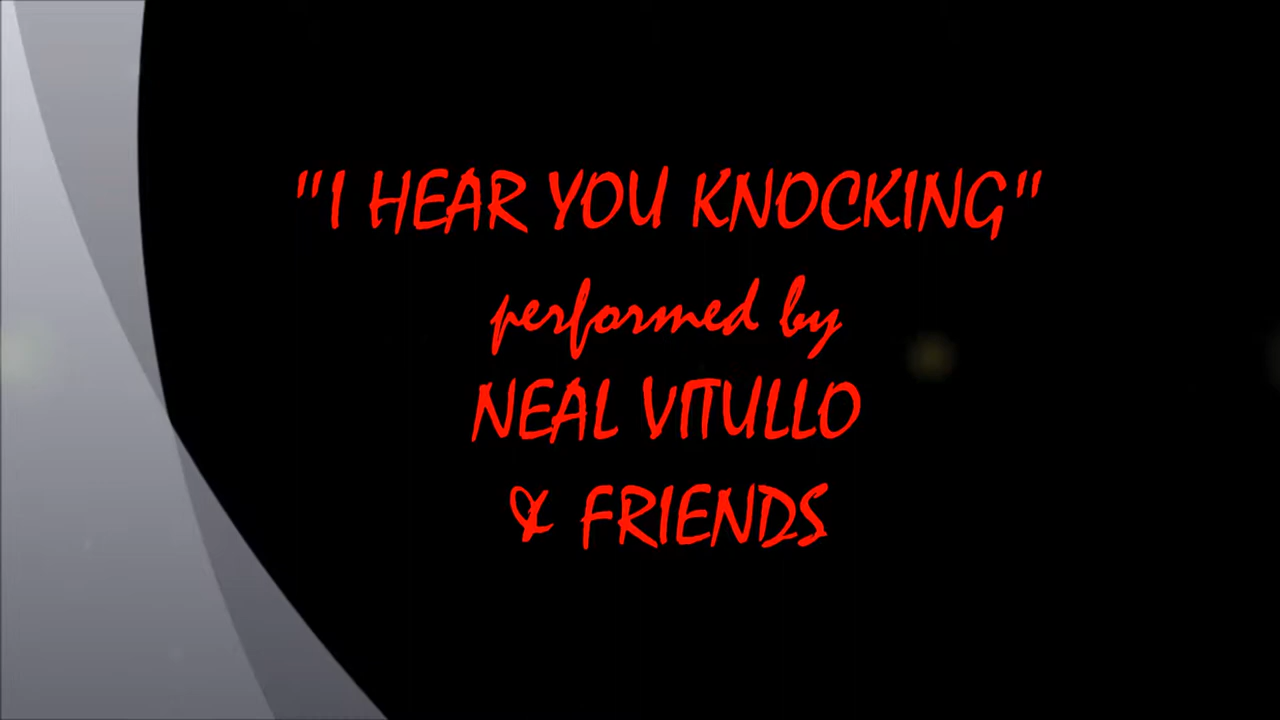 "I HEAR YOU KNOCKING"
performed by
NEAL VITULLO
& FRIENDS